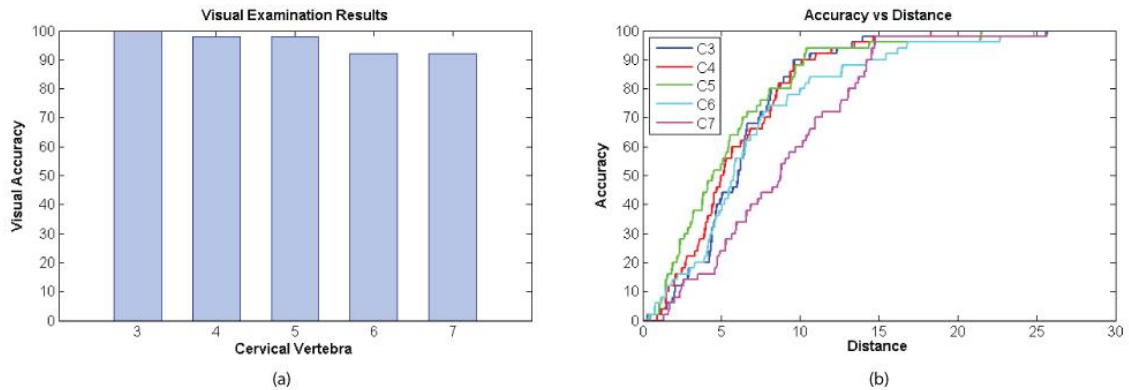 Visual Examination Results
100
90
80
70
60
50
40
30
20
10
0
Visual Accuracy
3 4 5 6 7
Cervical Vertebra
(a)
Accuracy vs Distance
100
90
80
70
60
50
40
30
20
10
0
Accuracy
C3
C4
C5
C6
C7
0 5 10 15 20 25 30
Distance
(b)